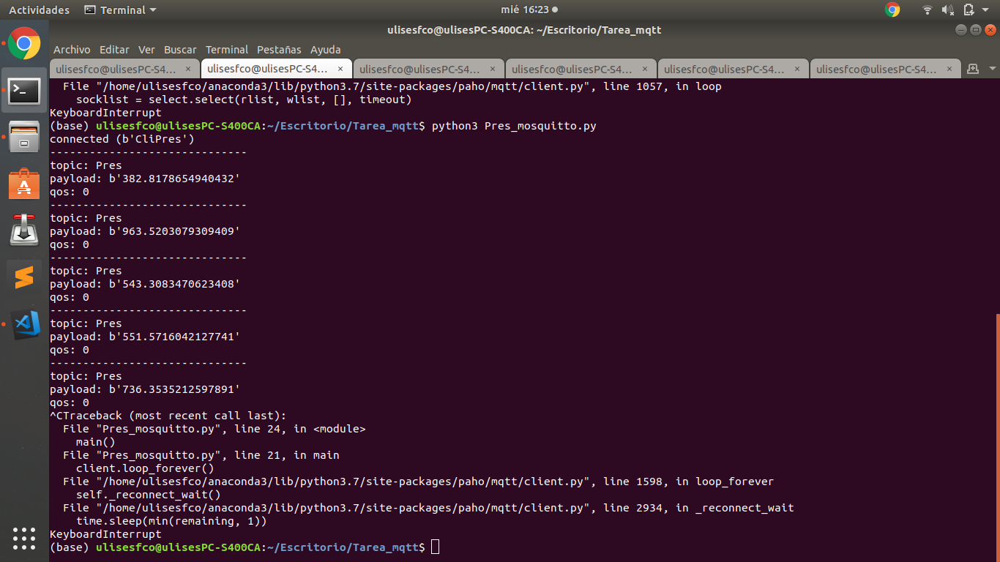 Actividades Terminal mié 16:23
ulisesfco@ulisesPC-S400CA: ~/Escritorio/Tarea_mqtt
Archivo Editar Ver Buscar Terminal Pestañas Ayuda
ulisesfco@ulisesPC-S4... × ulisesfco@ulisesPC-S4... × ulisesfco@ulisesPC-S4... × ulisesfco@ulisesPC-S4... × ulisesfco@ulisesPC-S4... × ulisesfco@ulisesPC-S4... ×
  File "/home/ulisesfco/anaconda3/lib/python3.7/site-packages/paho/mqtt/client.py", line 1057, in loop
    socklist = select.select(rlist, wlist, [], timeout)
KeyboardInterrupt
(base) ulisesfco@ulisesPC-S400CA:~/Escritorio/Tarea_mqtt$ python3 Pres_mosquitto.py
connected (b'CliPres')
------------------------------
topic: Pres
payload: b'382.8178654940432'
qos: 0
------------------------------
topic: Pres
payload: b'963.5203079309409'
qos: 0
------------------------------
topic: Pres
payload: b'543.3083470623408'
qos: 0
------------------------------
topic: Pres
payload: b'551.5716042127741'
qos: 0
------------------------------
topic: Pres
payload: b'736.3535212597891'
qos: 0
^CTraceback (most recent call last):
  File "Pres_mosquitto.py", line 24, in <module>
    main()
  File "Pres_mosquitto.py", line 21, in main
    client.loop_forever()
  File "/home/ulisesfco/anaconda3/lib/python3.7/site-packages/paho/mqtt/client.py", line 1598, in loop_forever
    self._reconnect_wait()
  File "/home/ulisesfco/anaconda3/lib/python3.7/site-packages/paho/mqtt/client.py", line 2934, in _reconnect_wait
    time.sleep(min(remaining, 1))
KeyboardInterrupt
(base) ulisesfco@ulisesPC-S400CA:~/Escritorio/Tarea_mqtt$